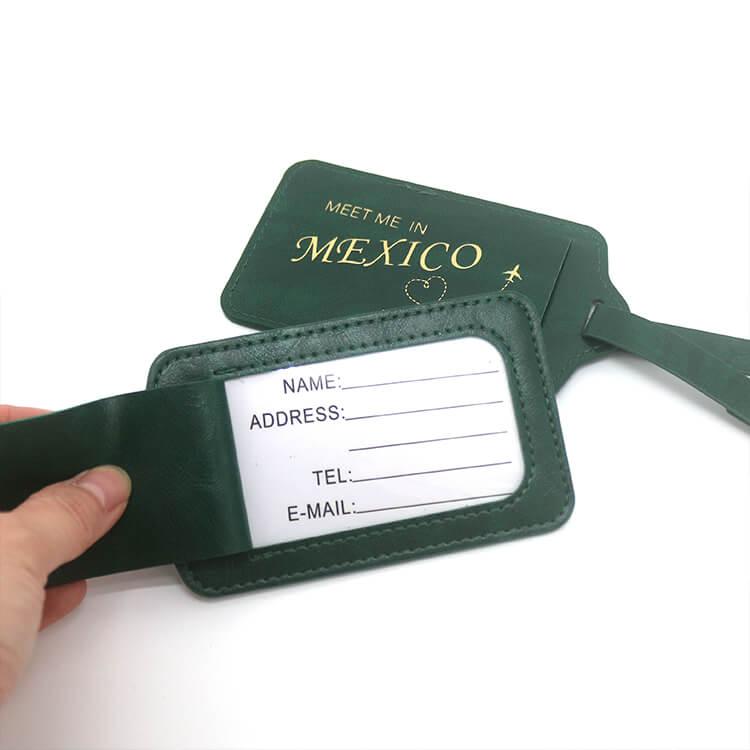 MEET ME IN
MEXICO
NAME:
ADDRESS:
TEL:
E-MAIL: